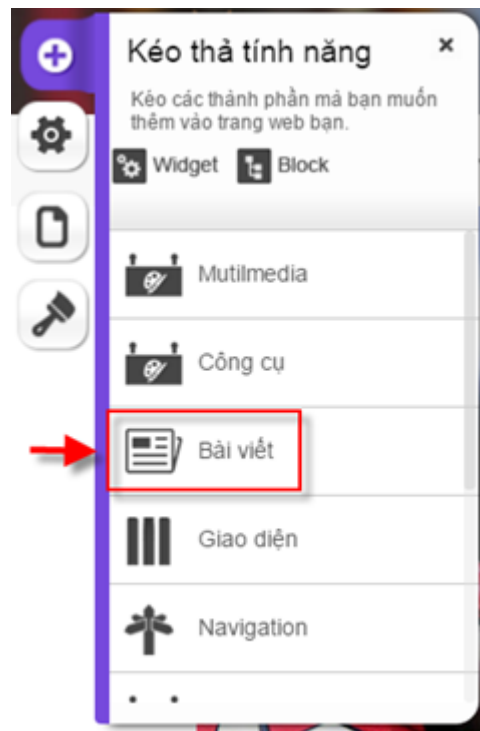 Kéo thả tính năng
Kéo các thành phần mà bạn muốn
thêm vào trang web bạn.
Widget Block
Mutilmedia
Công cụ
Bài viết
Giao diện
Navigation